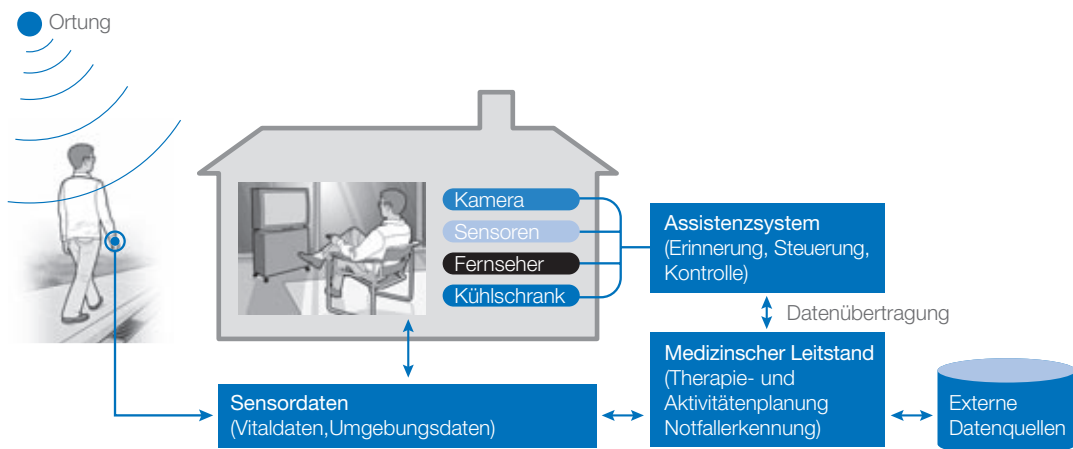 Ortung
Kamera
Sensoren
Fernseher
Kühlschrank
Assistenzsystem
(Erinnerung, Steuerung,
Kontrolle)
Datenübertragung
Medizinscher Leitstand
(Therapie- und
Aktivitätenplanung
Notfallerkennung)
Sensordaten
(Vitaldaten,Umgebungsdaten)
Externe
Datenquellen